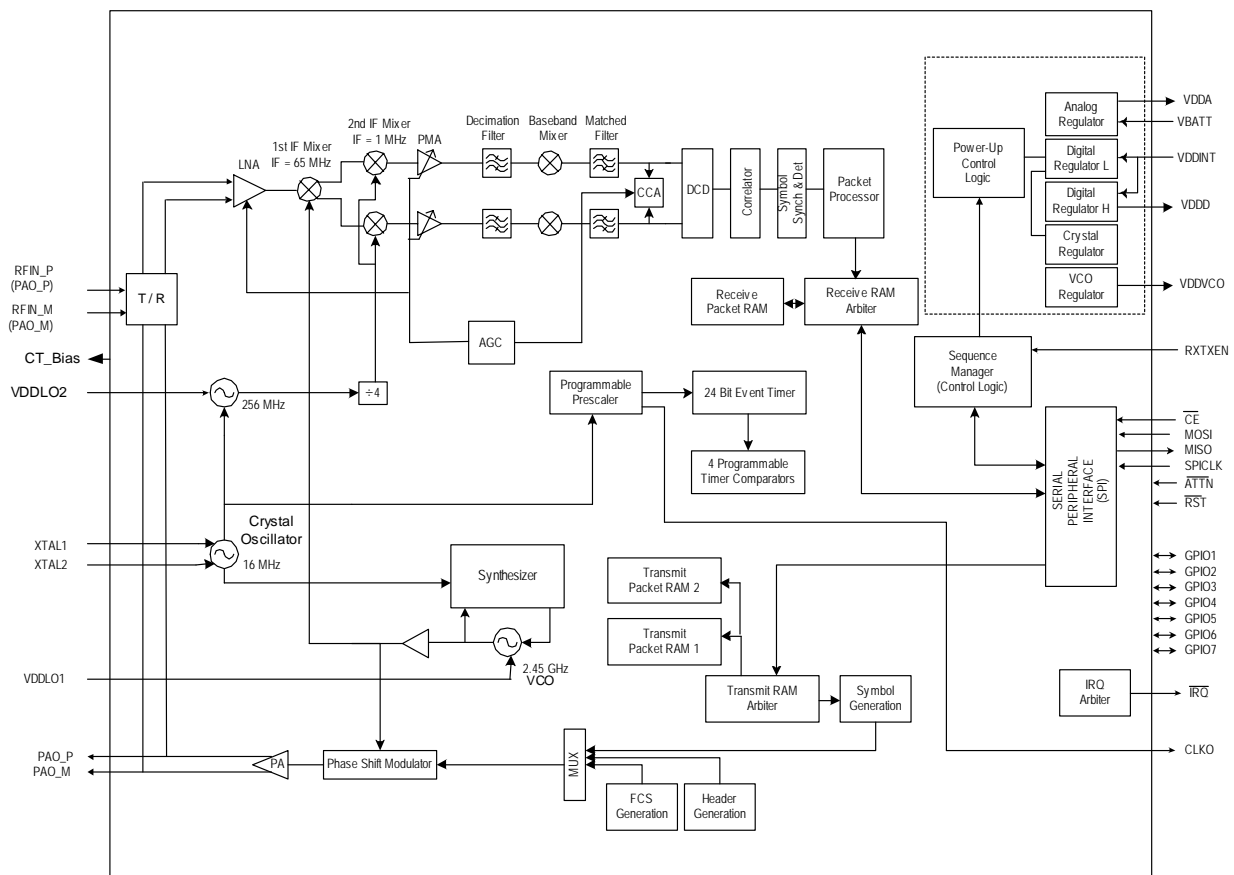 Analog
Regulator
VDDA
VBATT
2nd IF Mixer
IF = 1 MHz
PMA
Decimation
Filter
Baseband
Mixer
Matched
Filter
1st IF Mixer
IF = 65 MHz
LNA
Power-Up
Control
Logic
Digital
Regulator L
VDDINT
CCA
DCD
Correlator
Symbol
Synch & Det
Packet
Processor
Digital
Regulator H
VDDD
Crystal
Regulator
RFIN_P
(PAO_P)
T / R
RFIN_M
(PAO_M)
Receive
Packet RAM
Receive RAM
Arbiter
VCO
Regulator
VDDVCO
CT_Bias
AGC
Sequence
Manager
(Control Logic)
RXTXEN
VDDLO2
256 MHz
÷4
Programmable
Prescaler
24 Bit Event Timer
4 Programmable
Timer Comparators
SERIAL
PERIPHERAL
INTERFACE
(SPI)
CE
MOSI
MISO
SPICLK
ATTN
RST
Crystal
Oscillator
XTAL1
XTAL2
16 MHz
Synthesizer
Transmit
Packet RAM 2
GPIO1
GPIO2
GPIO3
GPIO4
GPIO5
GPIO6
GPIO7
Transmit
Packet RAM 1
2.45 GHz
VCO
VDDLO1
Transmit RAM
Arbiter
Symbol
Generation
IRQ
Arbiter
IRQ
PAO_P
PAO_M
PA
Phase Shift Modulator
MUX
CLKO
FCS
Generation
Header
Generation